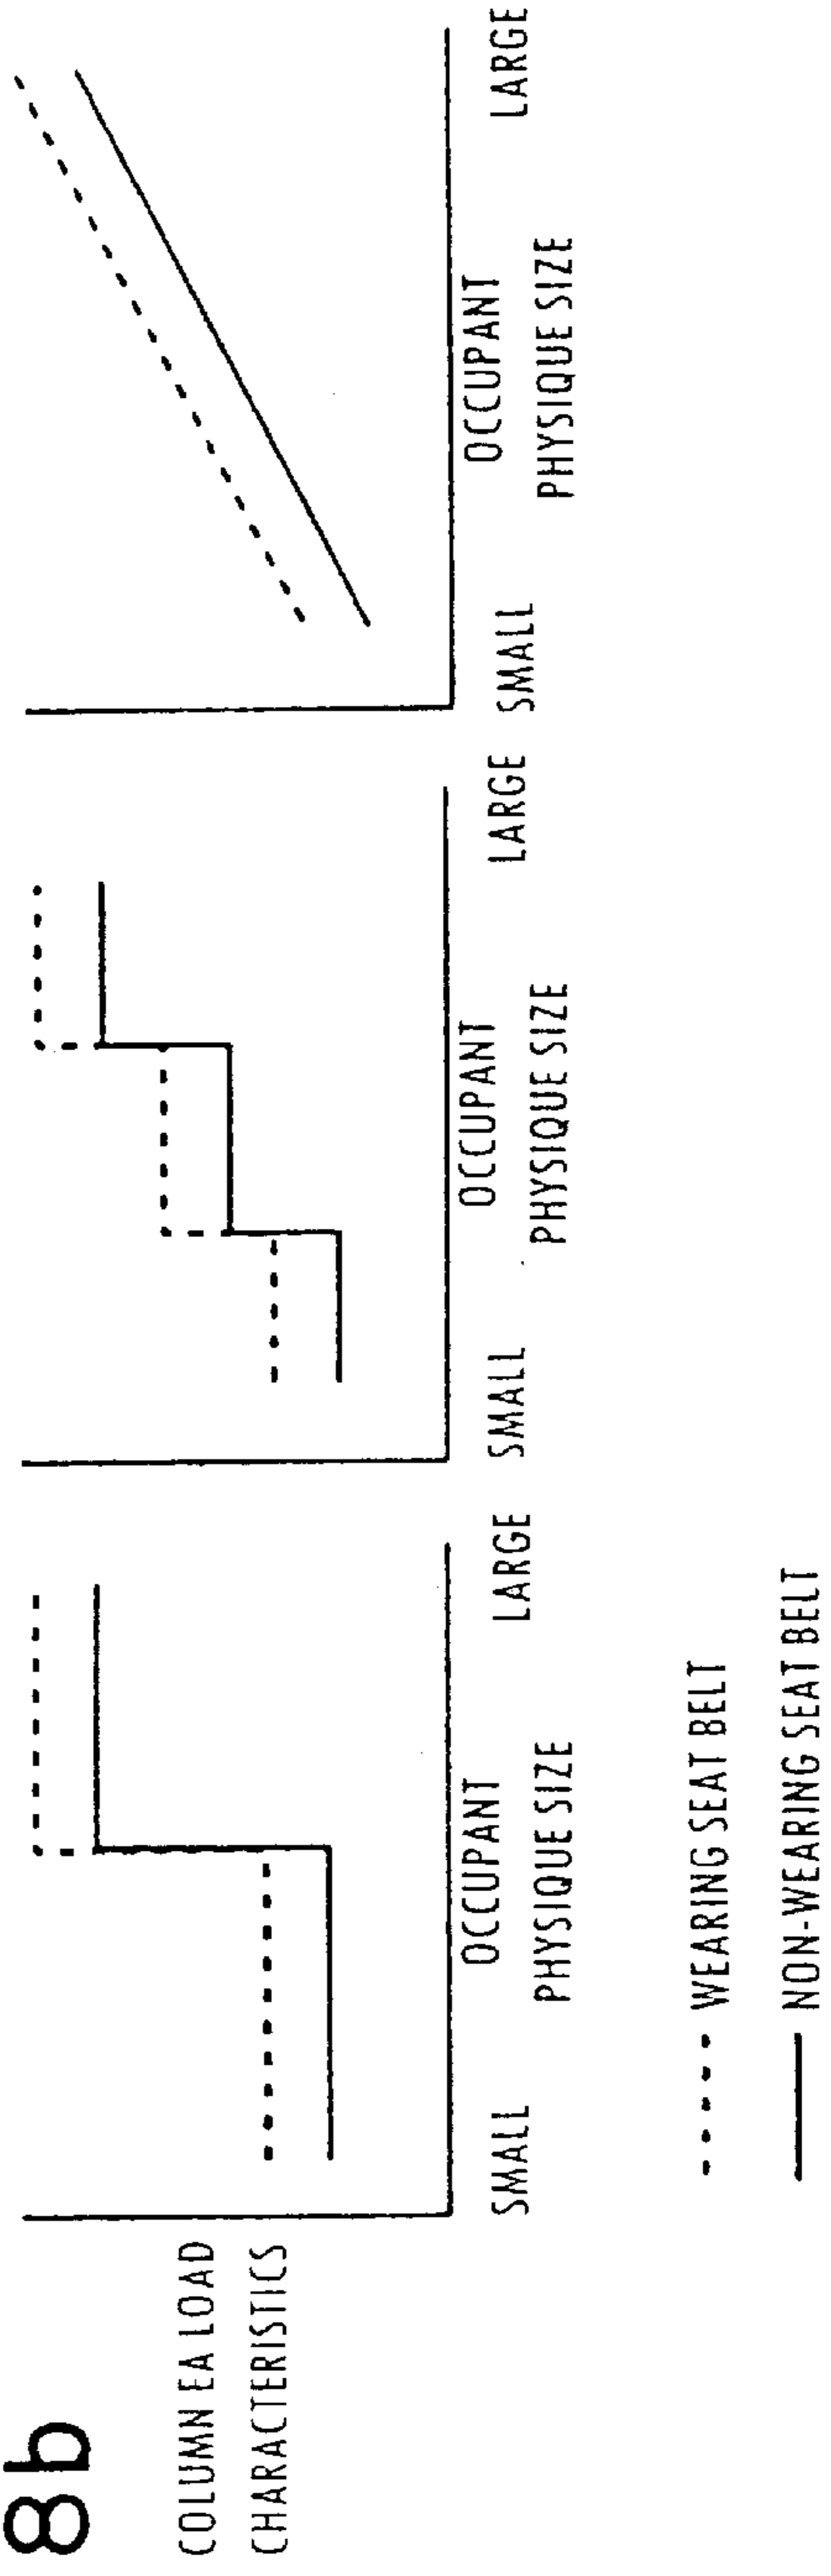 8b
COLUMN EA LOAD
CHARACTERISTICS
SMALL
OCCUPANT
PHYSIQUE SIZE
LARGE
SMALL
OCCUPANT
PHYSIQUE SIZE
LARGE
SMALL
OCCUPANT
PHYSIQUE SIZE
LARGE
WEARING SEAT BELT
NON-WEARING SEAT BELT